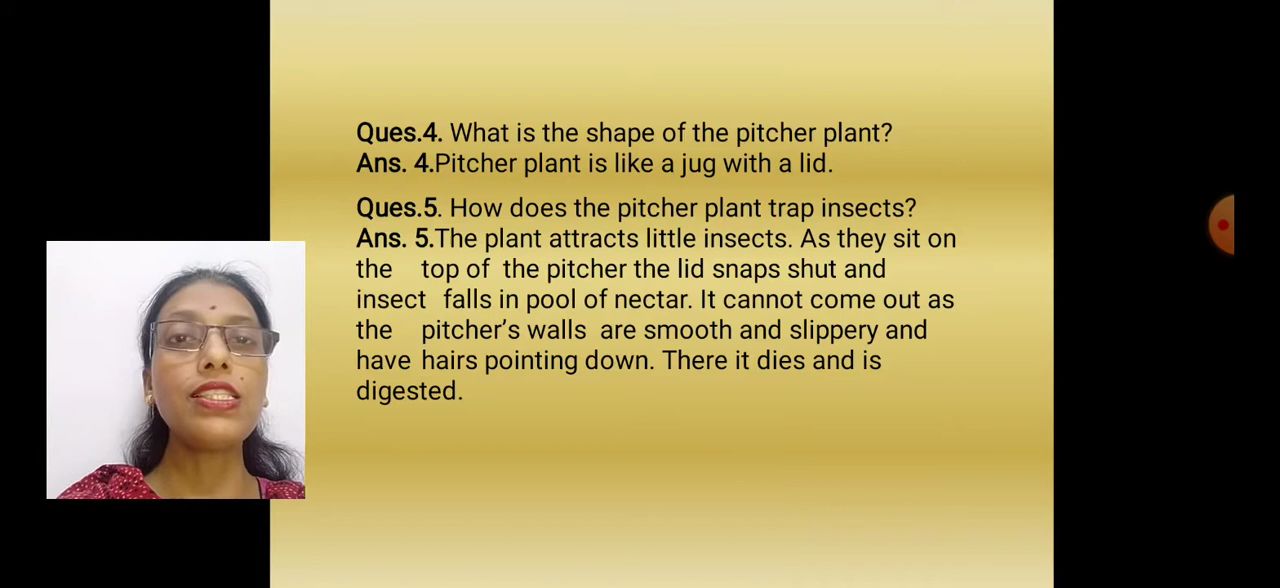 Ques.4. What is the shape of the pitcher plant?
Ans. 4.Pitcher plant is like a jug with a lid.
Ques.5. How does the pitcher plant trap insects?
Ans. 5.The plant attracts little insects. As they sit on
the top of the pitcher the lid snaps shut and
insect falls in pool of nectar. It cannot come out as
the pitcher's walls are smooth and slippery and
have hairs pointing down. There it dies and is
digested.